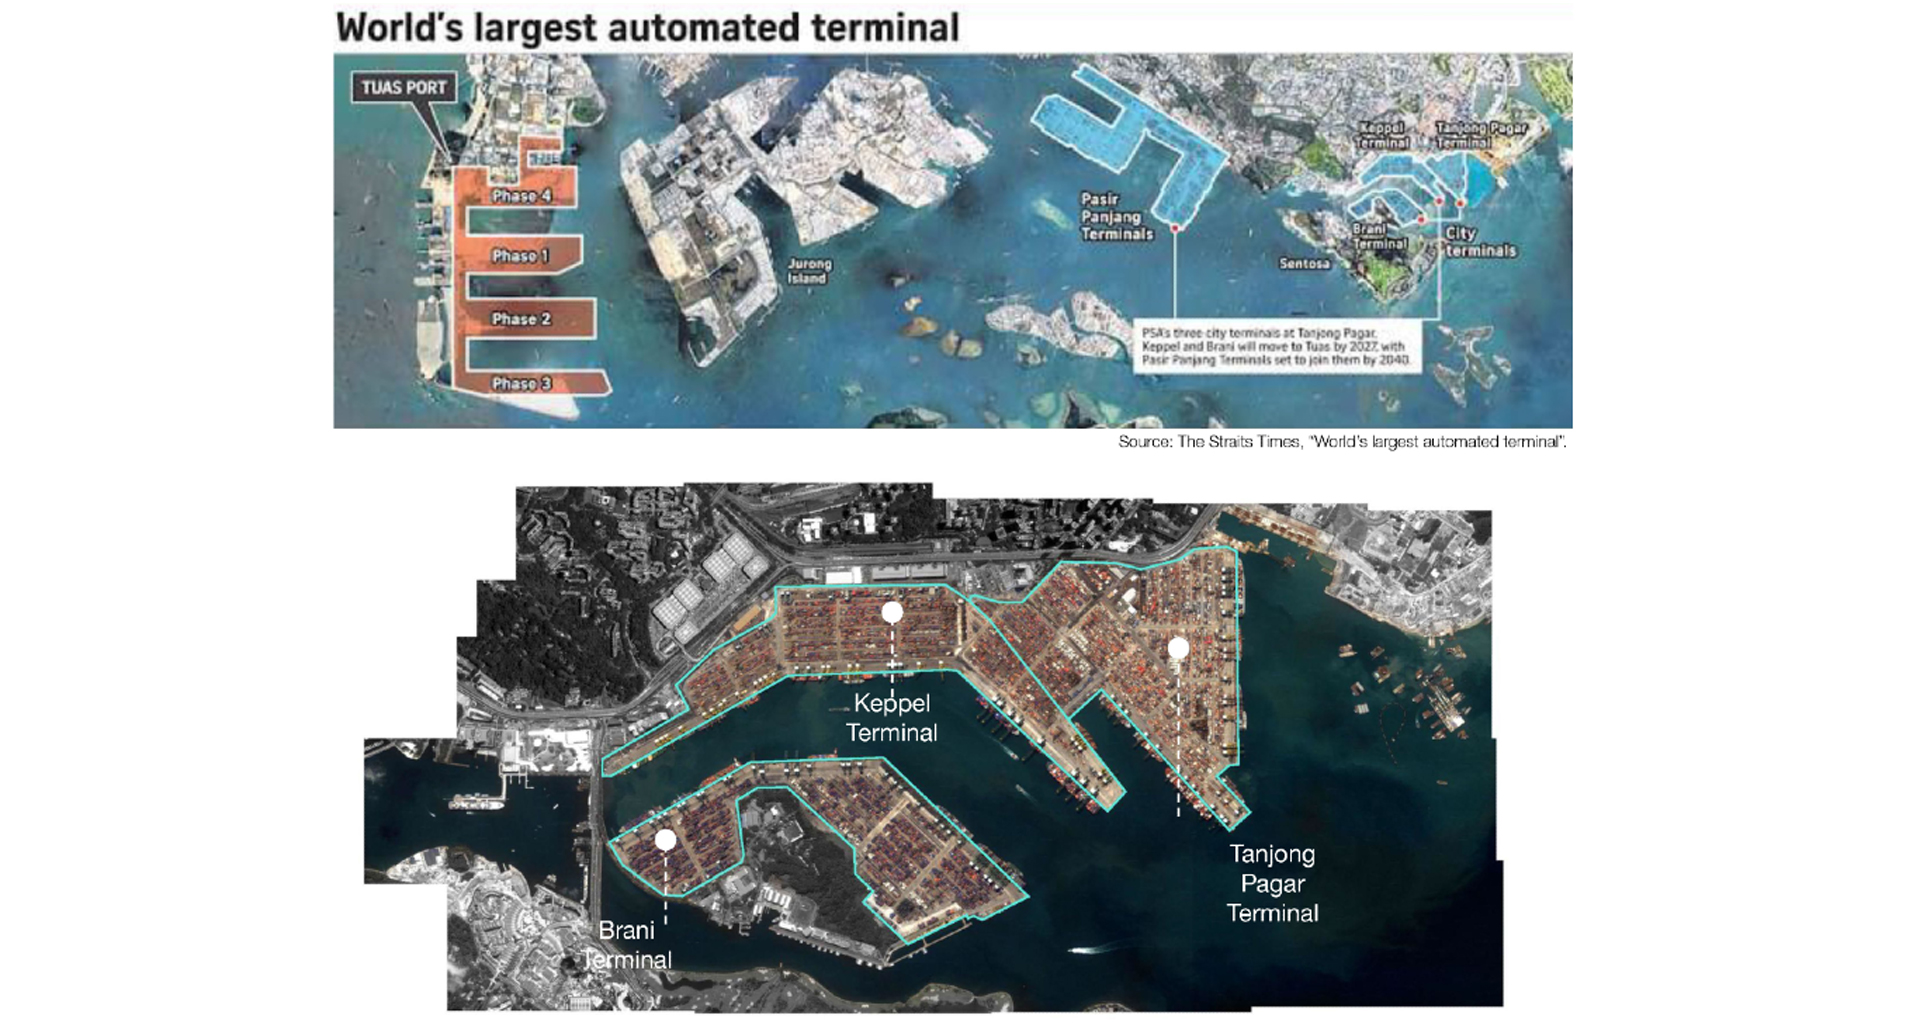 World's largest automated terminal
TUAS PORT
Phase 4
Phase 1
Phase 2
Phase 3
Jurong
Island
Pasir
Panjang
Terminals
Keppel
Terminal
Tanjong Pagar
Terminal
Brani
Terminal
City
terminals
Sentosa
PSA's three city terminals at Tanjong Pagar,
Keppel and Brani will move to Tuas by 2027, with
Pasir Panjang Terminals set to join them by 2040.
Source: The Straits Times, “World's largest automated terminal”.
Keppel
Terminal
Tanjong
Pagar
Terminal
Brani
Terminal